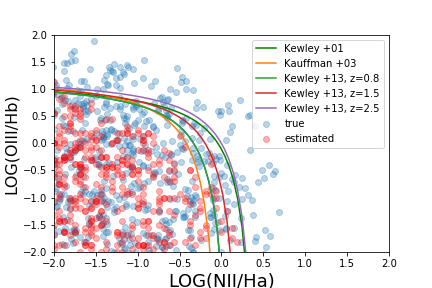 2.0
1.5
1.0
0.5
0.0
−0.5
−1.0
−1.5
−2.0
LOG(OIII/Hb)
−2.0 −1.5 −1.0 −0.5 0.0 0.5 1.0 1.5 2.0
LOG(NII/Ha)
Kewley +01
Kauffman +03
Kewley +13, z=0.8
Kewley +13, z=1.5
Kewley +13, z=2.5
true
estimated